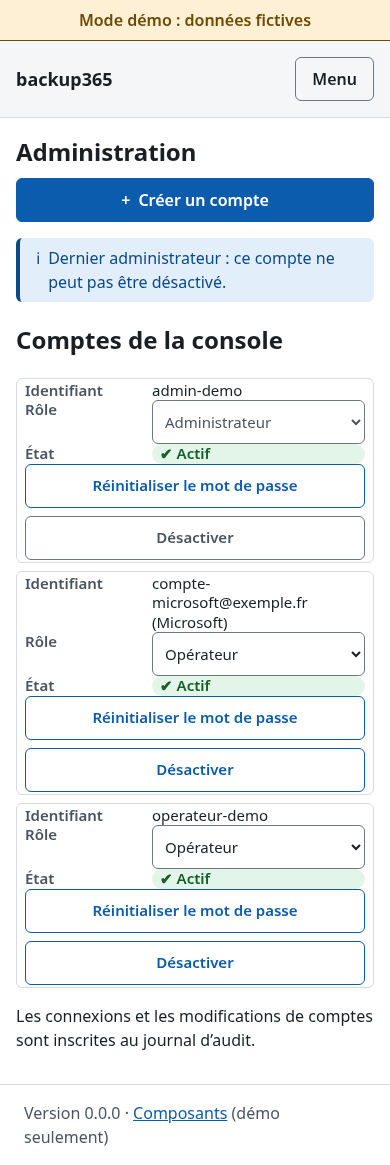 Mode démo : données fictives
backup365
Menu
Administration
+ Créer un compte
i Dernier administrateur : ce compte ne
peut pas être désactivé.
Comptes de la console
Identifiant admin-demo
Rôle Administrateur
État ✔ Actif
Réinitialiser le mot de passe
Désactiver
Identifiant compte-
microsoft@exemple.fr
(Microsoft)
Rôle Opérateur
État ✔ Actif
Réinitialiser le mot de passe
Désactiver
Identifiant operateur-demo
Rôle Opérateur
État ✔ Actif
Réinitialiser le mot de passe
Désactiver
Les connexions et les modifications de comptes
sont inscrites au journal d’audit.
Version 0.0.0 · Composants (démo
seulement)